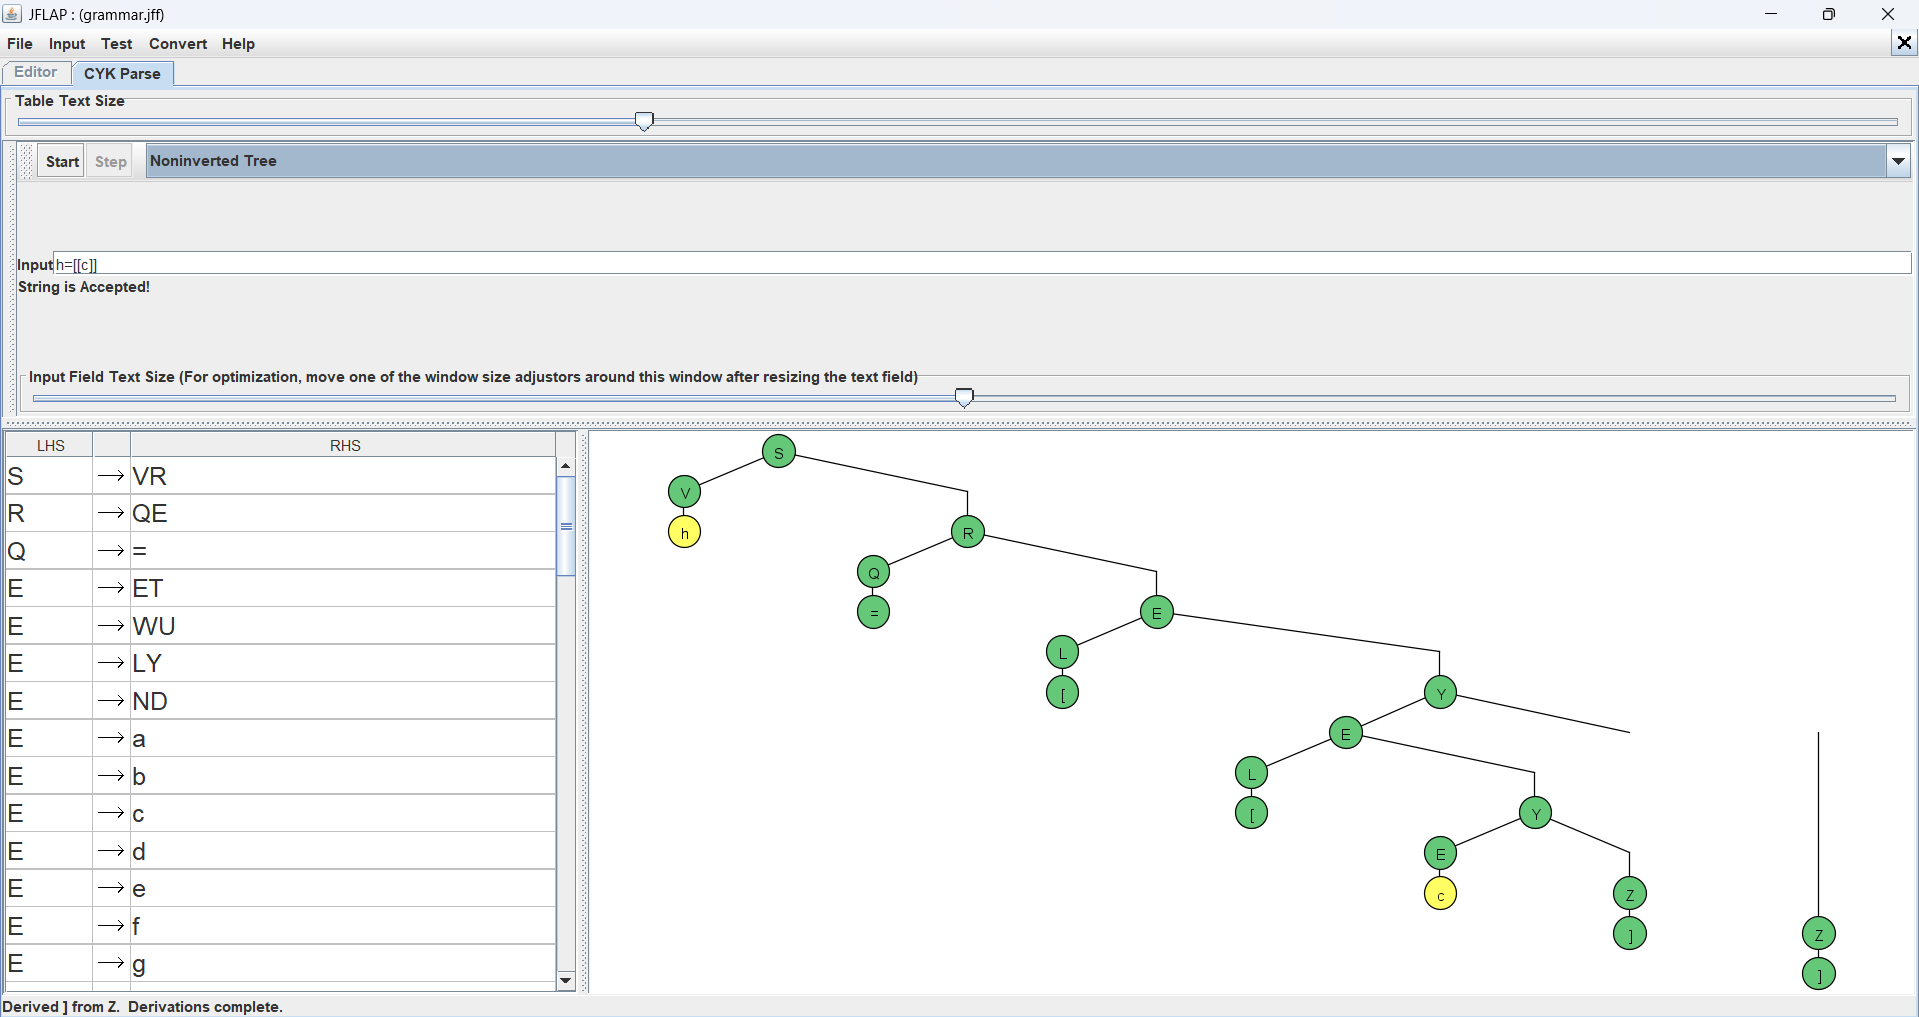 JFLAP : (grammar.jff)
File Input Test Convert Help
Editor CYK Parse
Table Text Size
Start Step Noninverted Tree
Input h=[[c]]
String is Accepted!
Input Field Text Size (For optimization, move one of the window size adjustors around this window after resizing the text field)
LHS RHS
S → VR
R → QE
Q → =
E → ET
E → WU
E → LY
E → ND
E → a
E → b
E → c
E → d
E → e
E → f
E → g
S
V
h R
Q
= E
L
[ Y
E
L
[ Y
E
c Z
] Z
]
Derived ] from Z. Derivations complete.